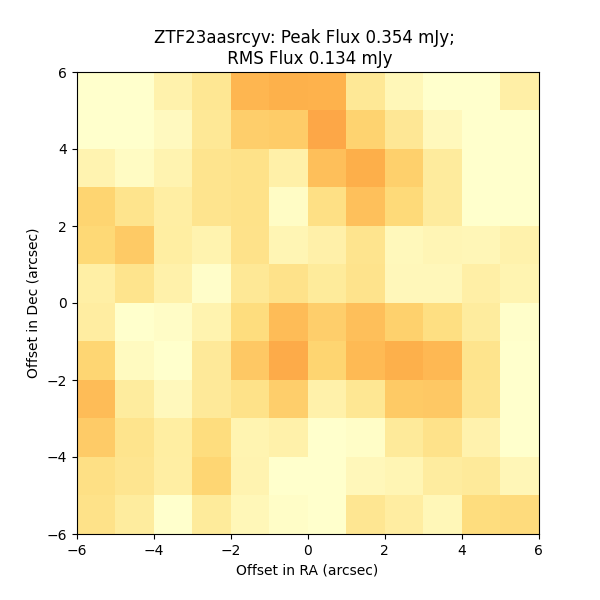 ZTF23aasrcyv: Peak Flux 0.354 mJy;
RMS Flux 0.134 mJy
6
4
2
0
−2
−4
−6
Offset in Dec (arcsec)
−6 −4 −2 0 2 4 6
Offset in RA (arcsec)